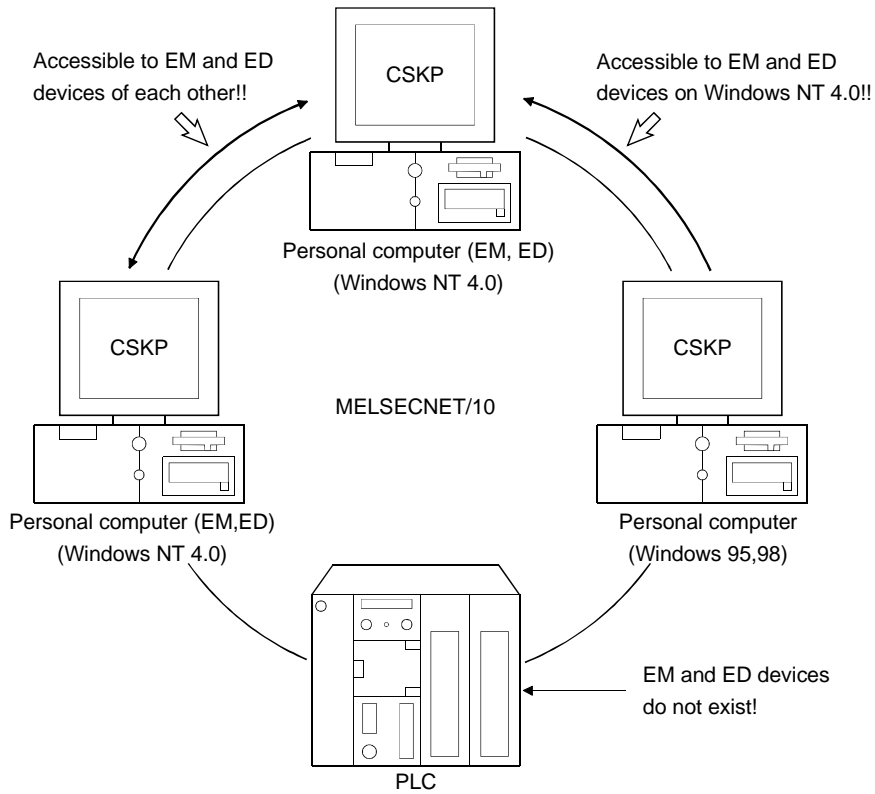 Accessible to EM and ED
devices of each other!!
CSKP
Accessible to EM and ED
devices on Windows NT 4.0!!
Personal computer (EM, ED)
(Windows NT 4.0)
CSKP
CSKP
MELSECNET/10
Personal computer (EM,ED)
(Windows NT 4.0)
Personal computer
(Windows 95,98)
EM and ED devices
do not exist!
PLC